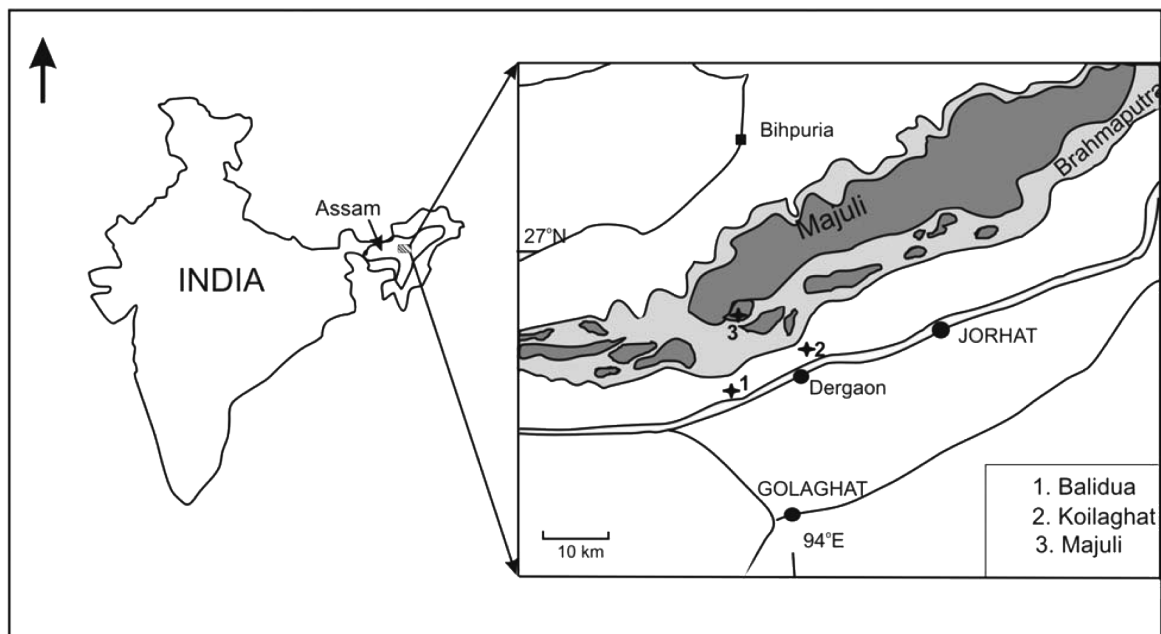 Assam
INDIA
Bihpuria
Brahmaputra
Majuli
27°N
3
2
JORHAT
1
Dergaon
GOLAGHAT
94°E
10 km
1. Balidua
2. Koilaghat
3. Majuli